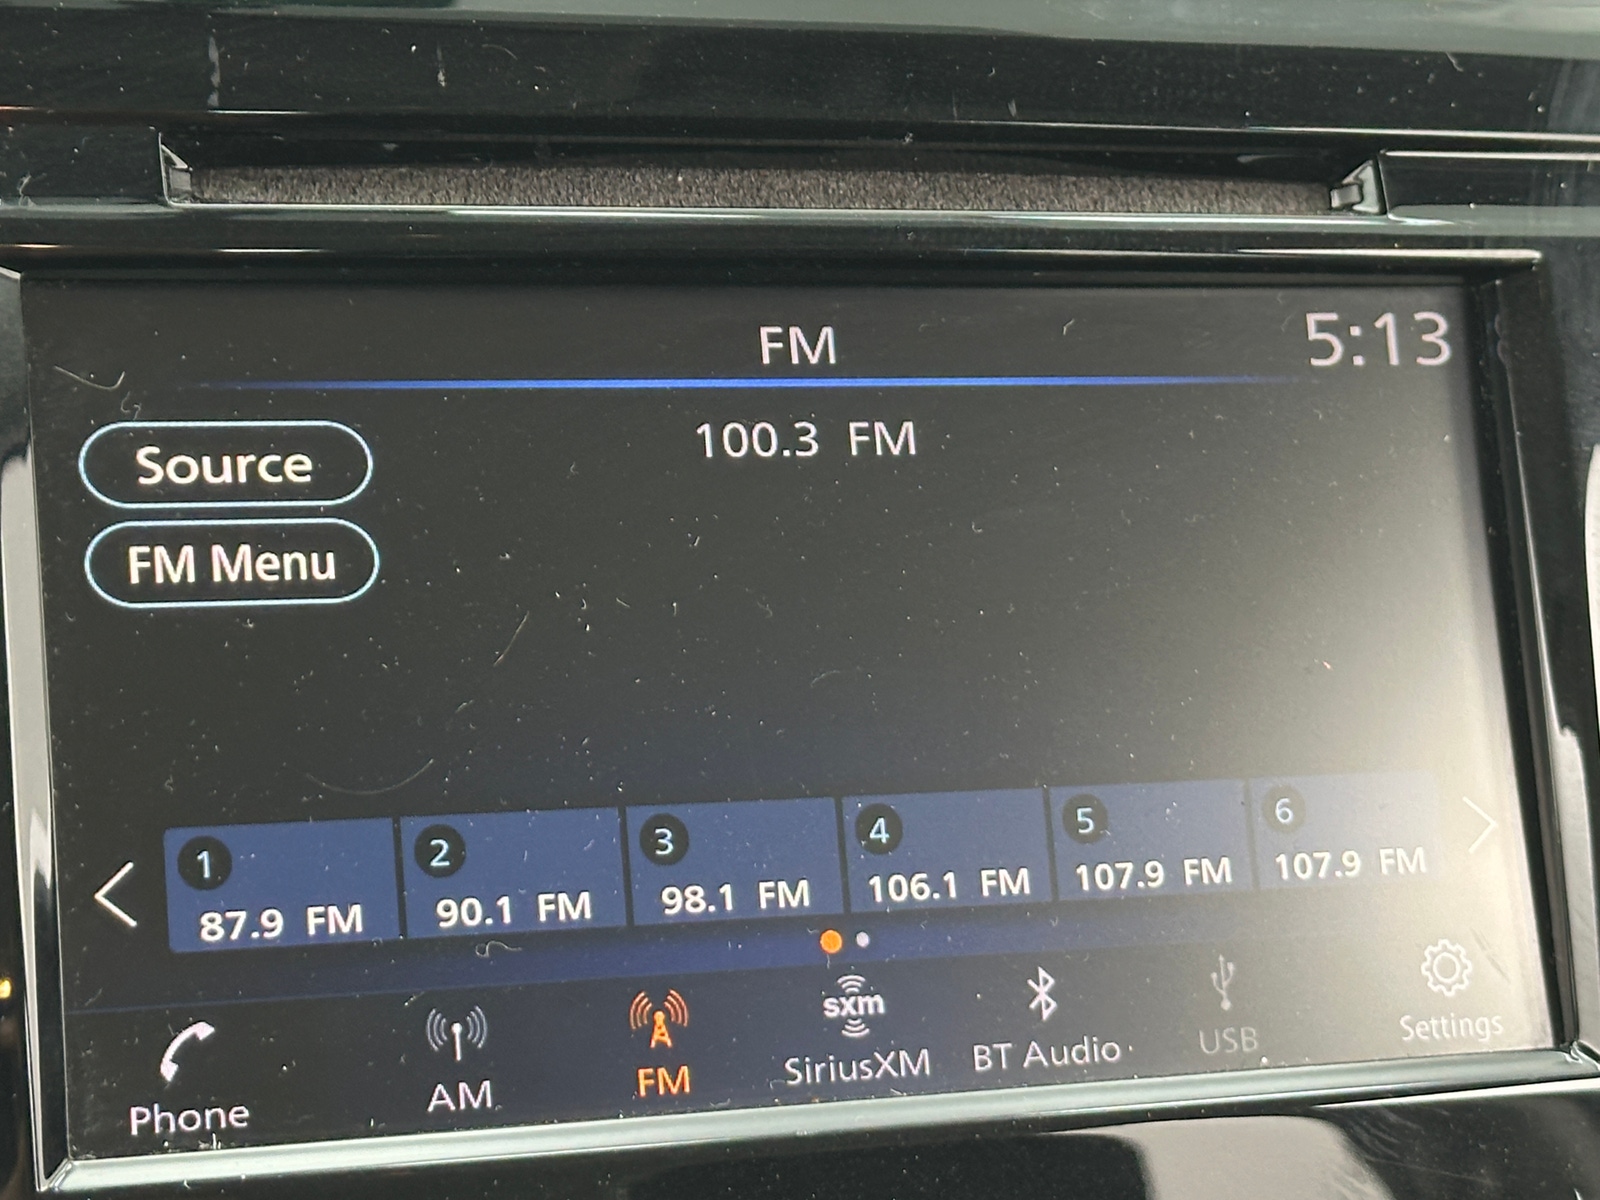 FM
5:13
Source
100.3 FM
FM Menu
1
2
3
4
5
6
87.9 FM
90.1 FM
98.1 FM
106.1 FM
107.9 FM
107.9 FM
sxm
Phone
AM
FM
SiriusXM
BT Audio
USB
Settings